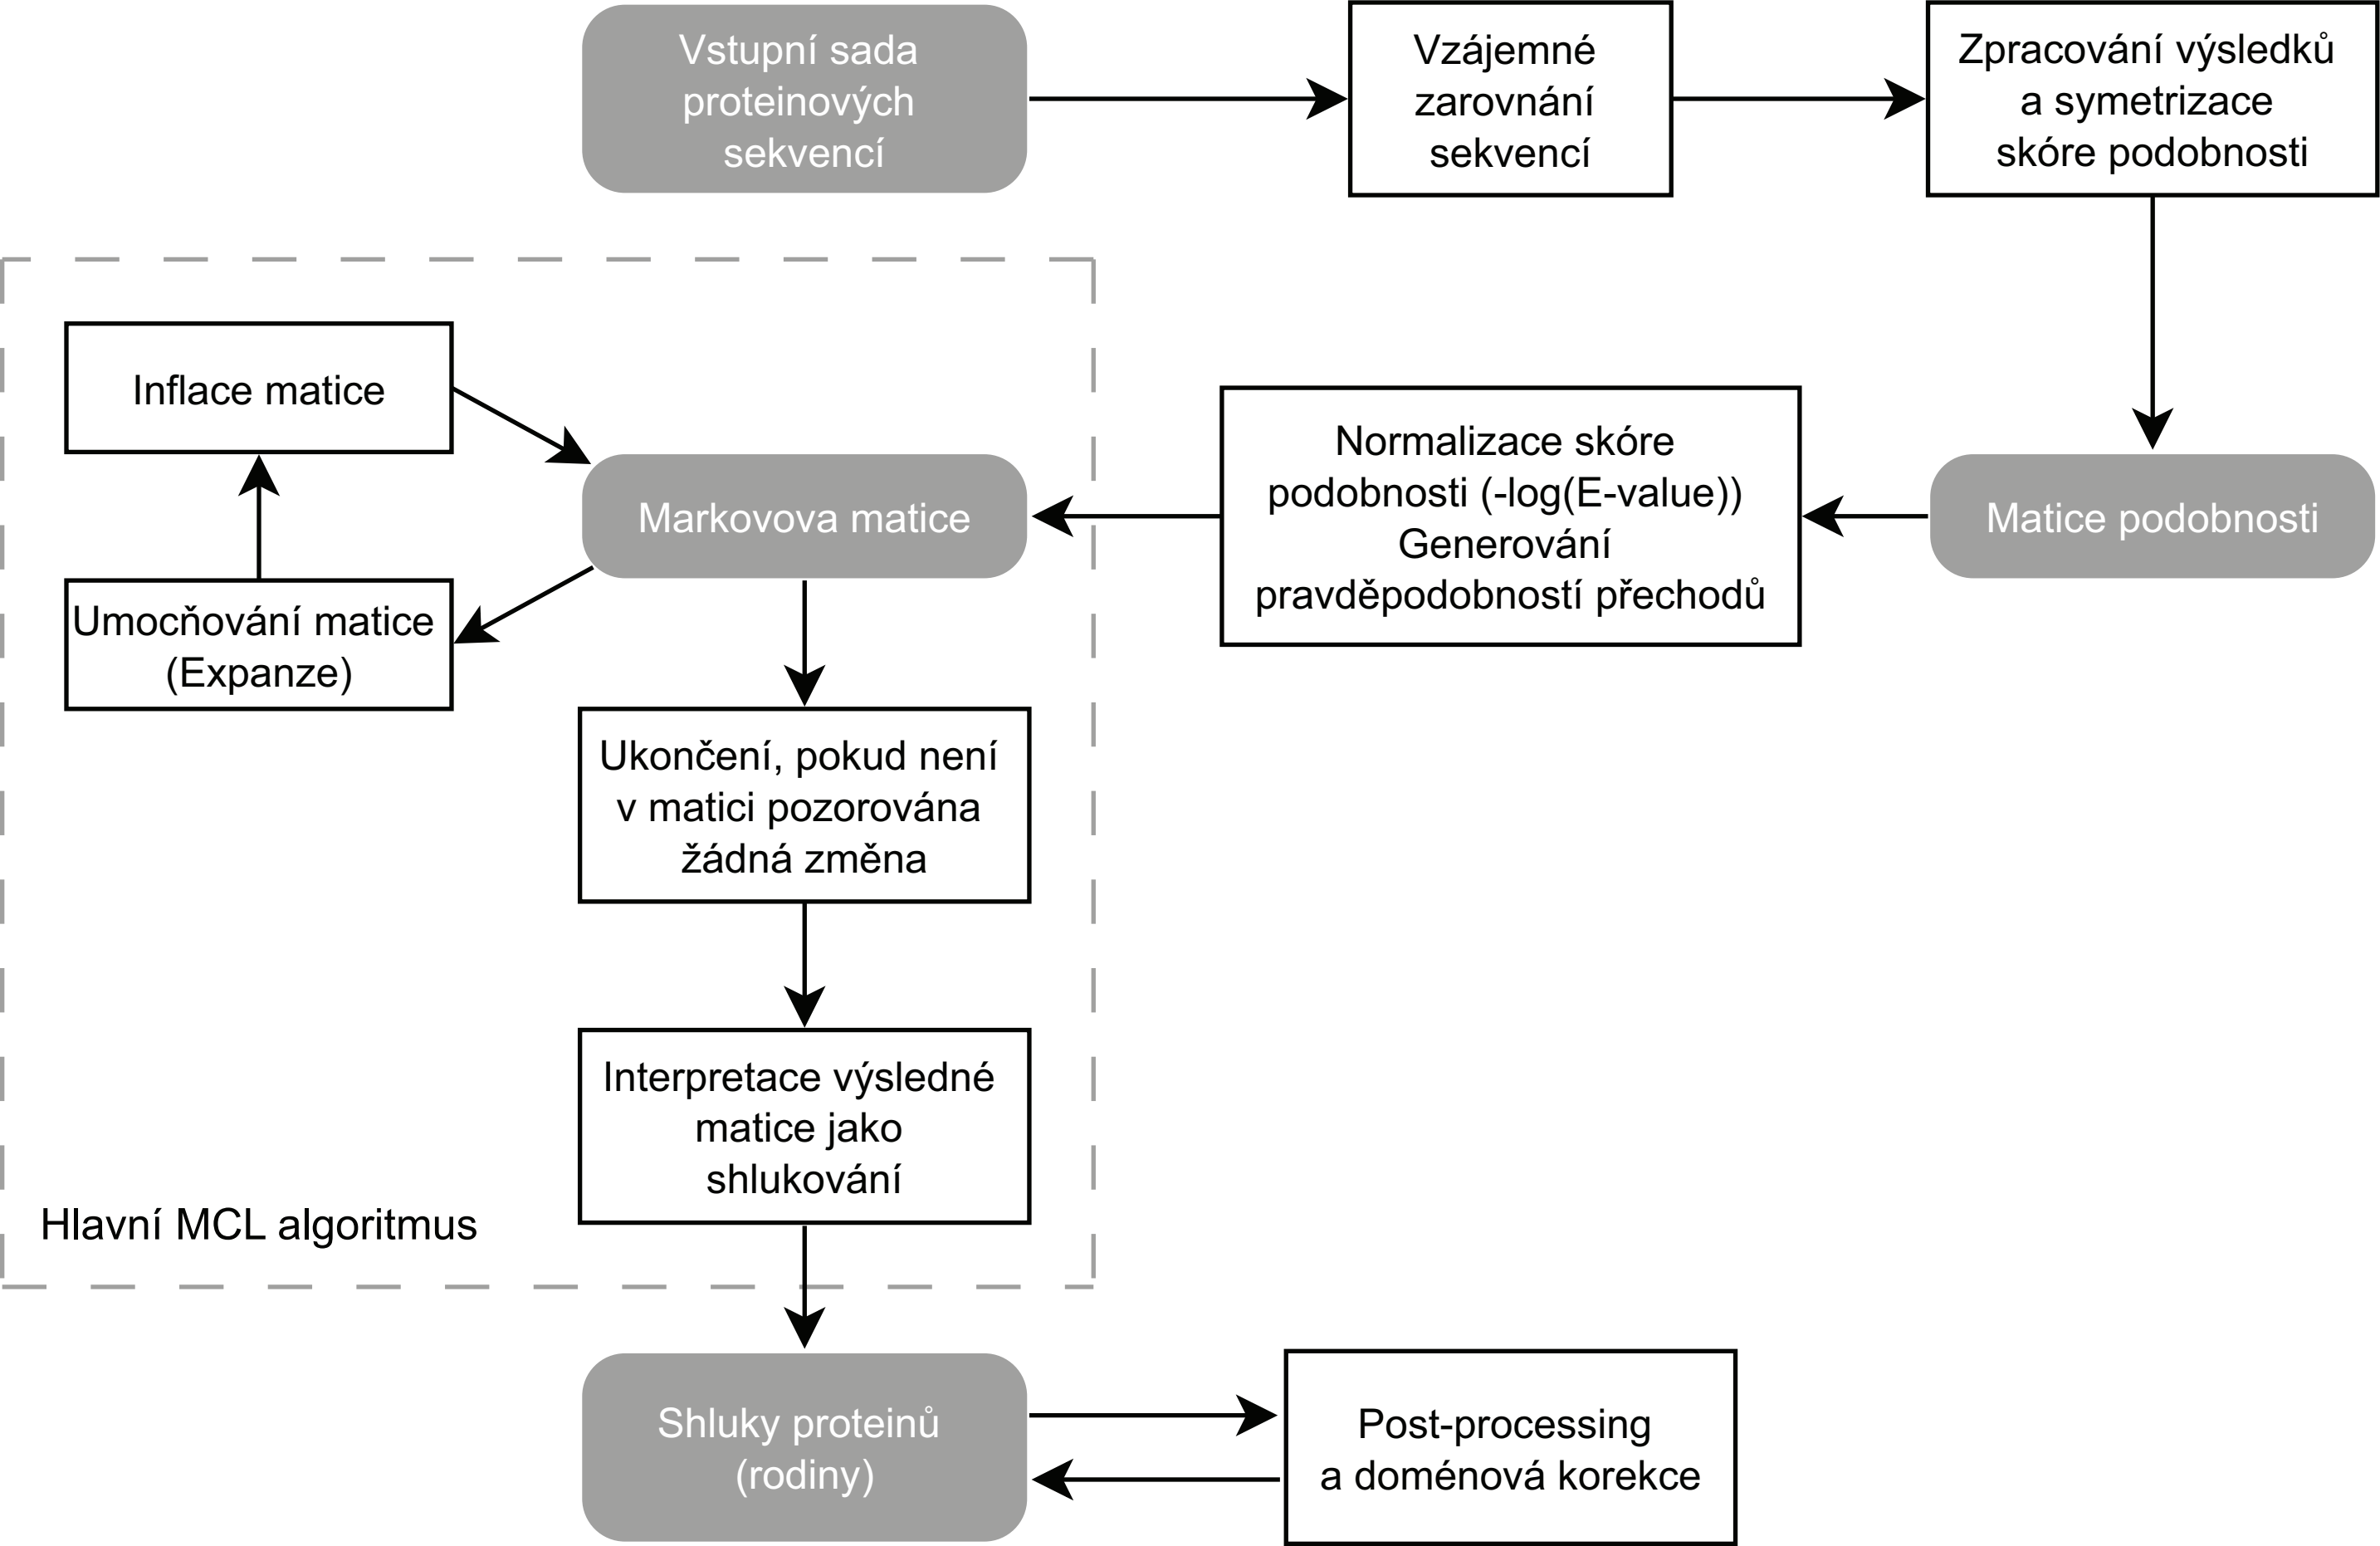 Vstupní sada
proteinových
sekvencí
Vzájemné
zarovnání
sekvencí
Zpracování výsledků
a symetrizace
skóre podobnosti
Matice podobnosti
Normalizace skóre
podobnosti (-log(E-value))
Generování
pravděpodobností přechodů
Markovova matice
Umocňování matice
(Expanze)
Inflace matice
Ukončení, pokud není
v matici pozorována
žádná změna
Interpretace výsledné
matice jako
shlukování
Hlavní MCL algoritmus
Shluky proteinů
(rodiny)
Post-processing
a doménová korekce